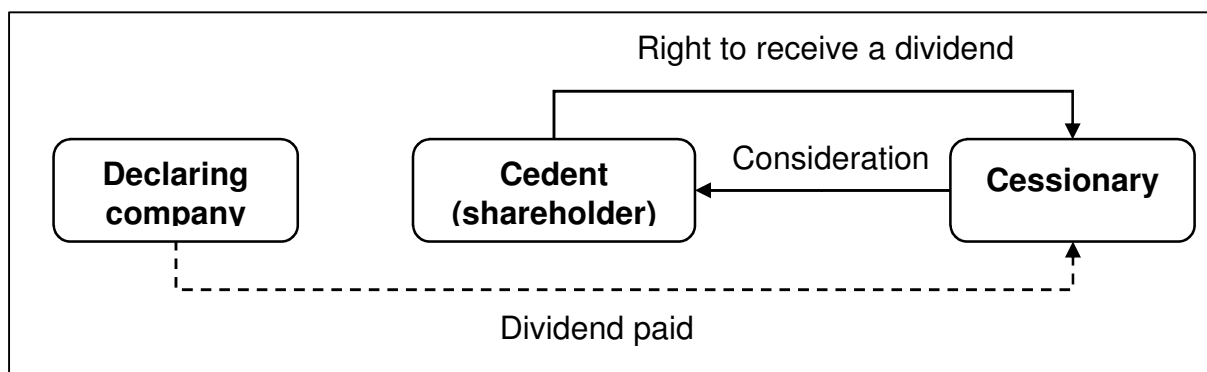 Right to receive a dividend
Declaring
company
Cedent
(shareholder)
Consideration
Cessionary
Dividend paid